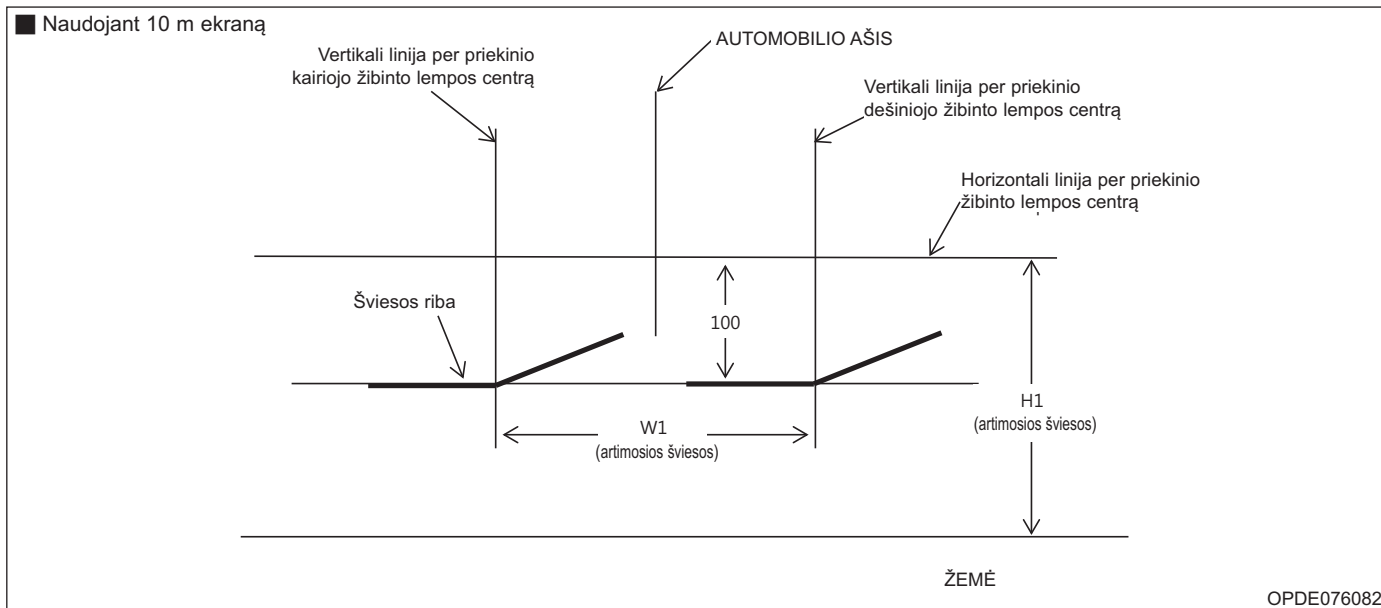 Naudojant 10 m ekraną
AUTOMOBILIO AŠIS
Vertikali linija per priekinio
kairiojo žibinto lempos centrą
Vertikali linija per priekinio
dešiniojo žibinto lempos centrą
Horizontali linija per priekinio
žibinto lempos centrą
Šviesos riba
100
W1
(artimosios šviesos)
H1
(artimosios šviesos)
ŽEMĖ
OPDE076082